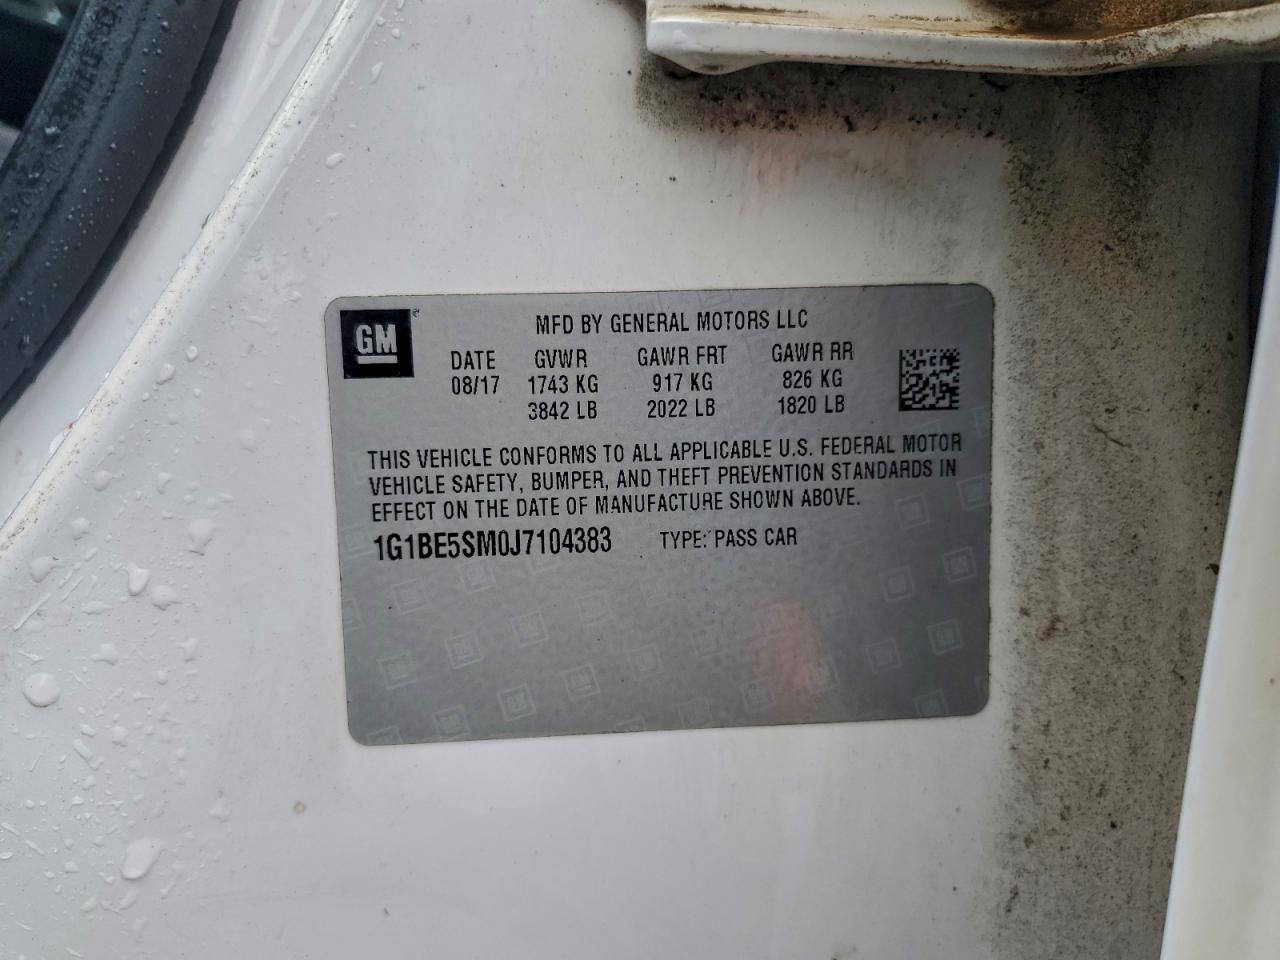 GM
MFD BY GENERAL MOTORS LLC
DATE GVWR GAWR FRT GAWR RR
08/17 1743 KG 917 KG 826 KG
3842 LB 2022 LB 1820 LB
THIS VEHICLE CONFORMS TO ALL APPLICABLE U.S. FEDERAL MOTOR
VEHICLE SAFETY, BUMPER, AND THEFT PREVENTION STANDARDS IN
EFFECT ON THE DATE OF MANUFACTURE SHOWN ABOVE.
1G1BE5SM0J7104383 TYPE: PASS CAR